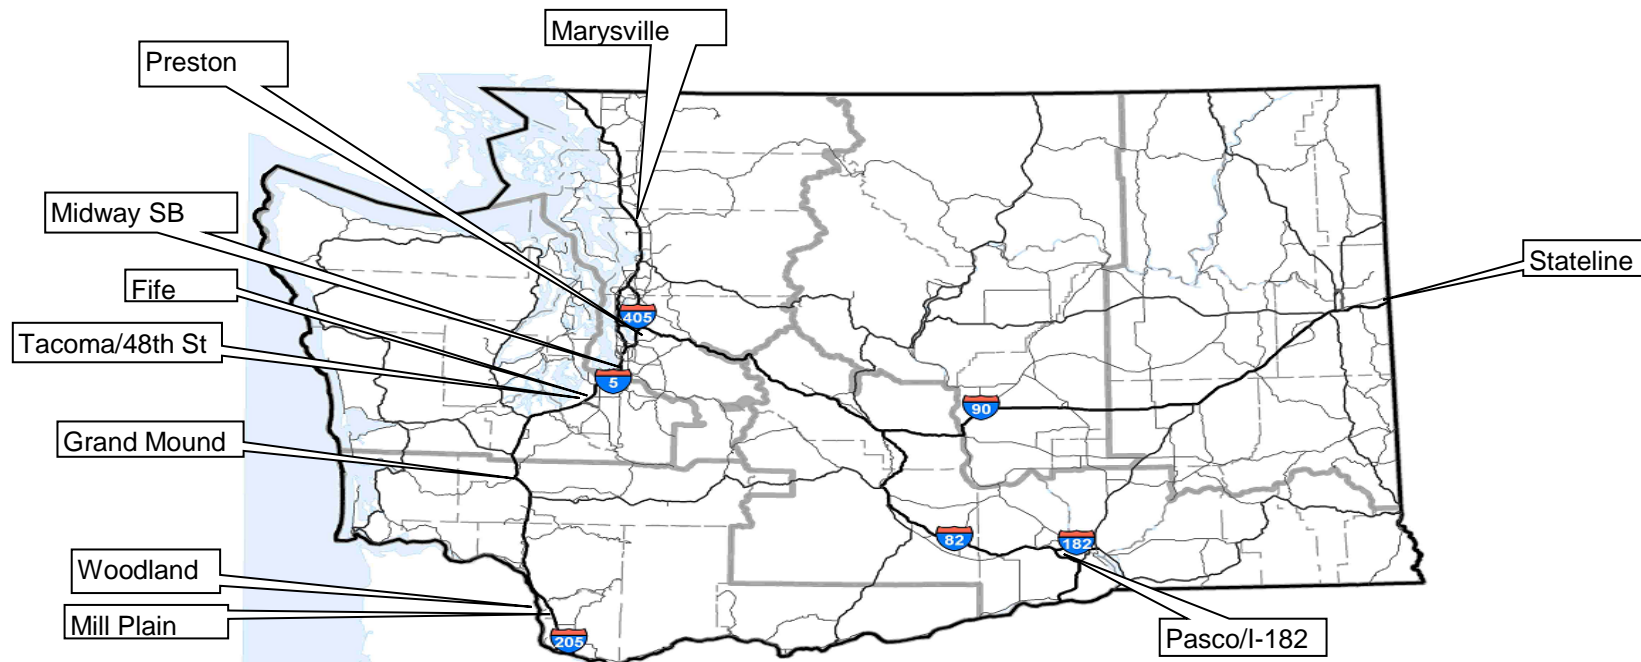 Marysville
Preston
Midway SB
Stateline
Fife
405
Tacoma/48th St
5
90
Grand Mound
82
182
Woodland
Mill Plain
205
Pasco/I-182